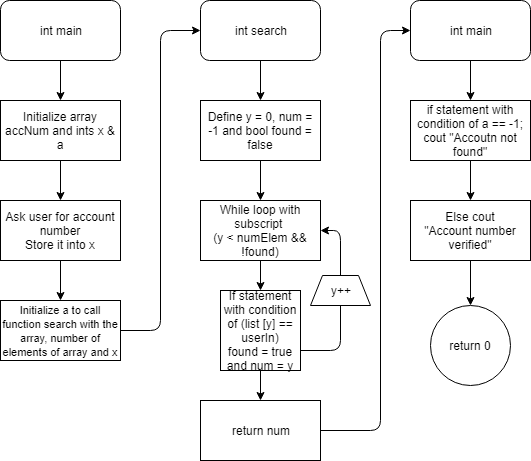 int main
Initialize array
accNum and ints x &
a
Ask user for account
number
Store it into x
Initialize a to call
function search with the
array, number of
elements of array and x
int search
Define y = 0, num =
-1 and bool found =
false
While loop with
subscript
(y < numElem &&
!found)
If statement
with condition
of (list [y] ==
userIn)
found = true
and num = y
y++
return num
int main
if statement with
condition of a == -1;
cout "Accoutn not
found"
Else cout
"Account number
verified"
return 0